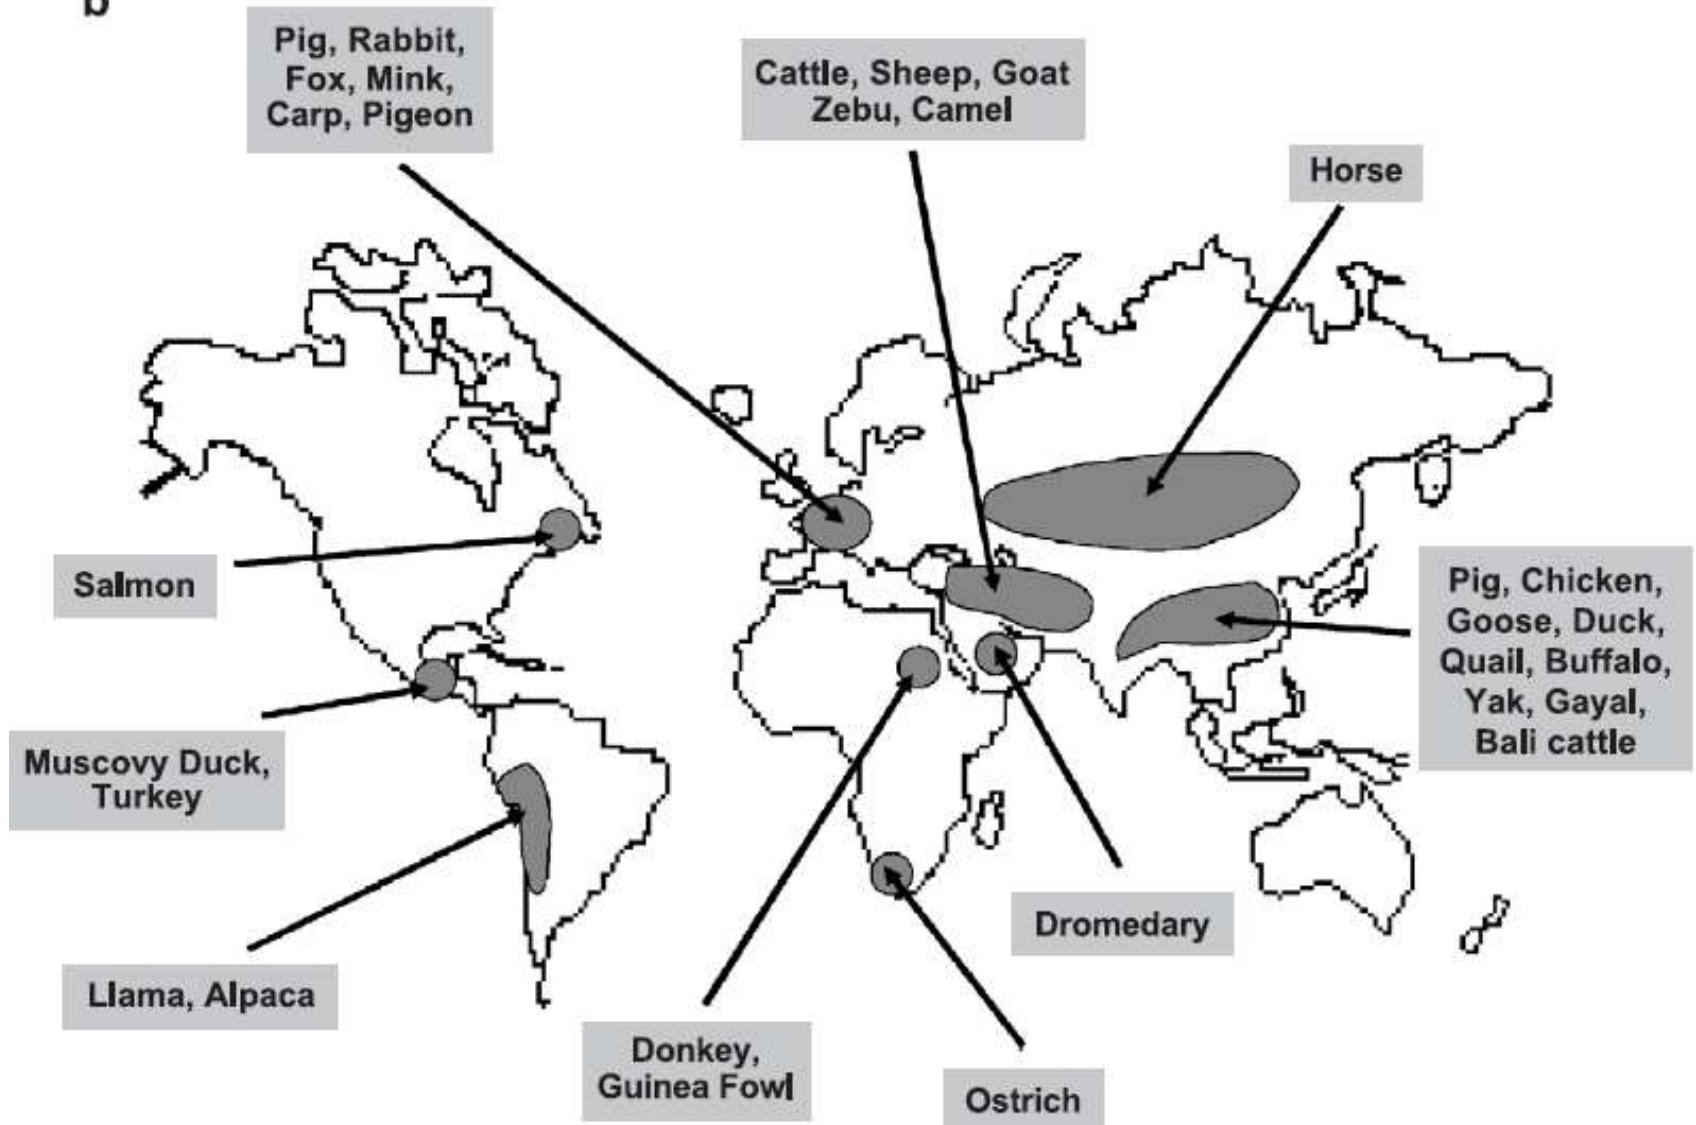 b
Pig, Rabbit,
Fox, Mink,
Carp, Pigeon
Cattle, Sheep, Goat
Zebu, Camel
Horse
Salmon
Pig, Chicken,
Goose, Duck,
Quail, Buffalo,
Yak, Gayal,
Bali cattle
Muscovy Duck,
Turkey
Llama, Alpaca
Dromedary
Donkey,
Guinea Fowl
Ostrich